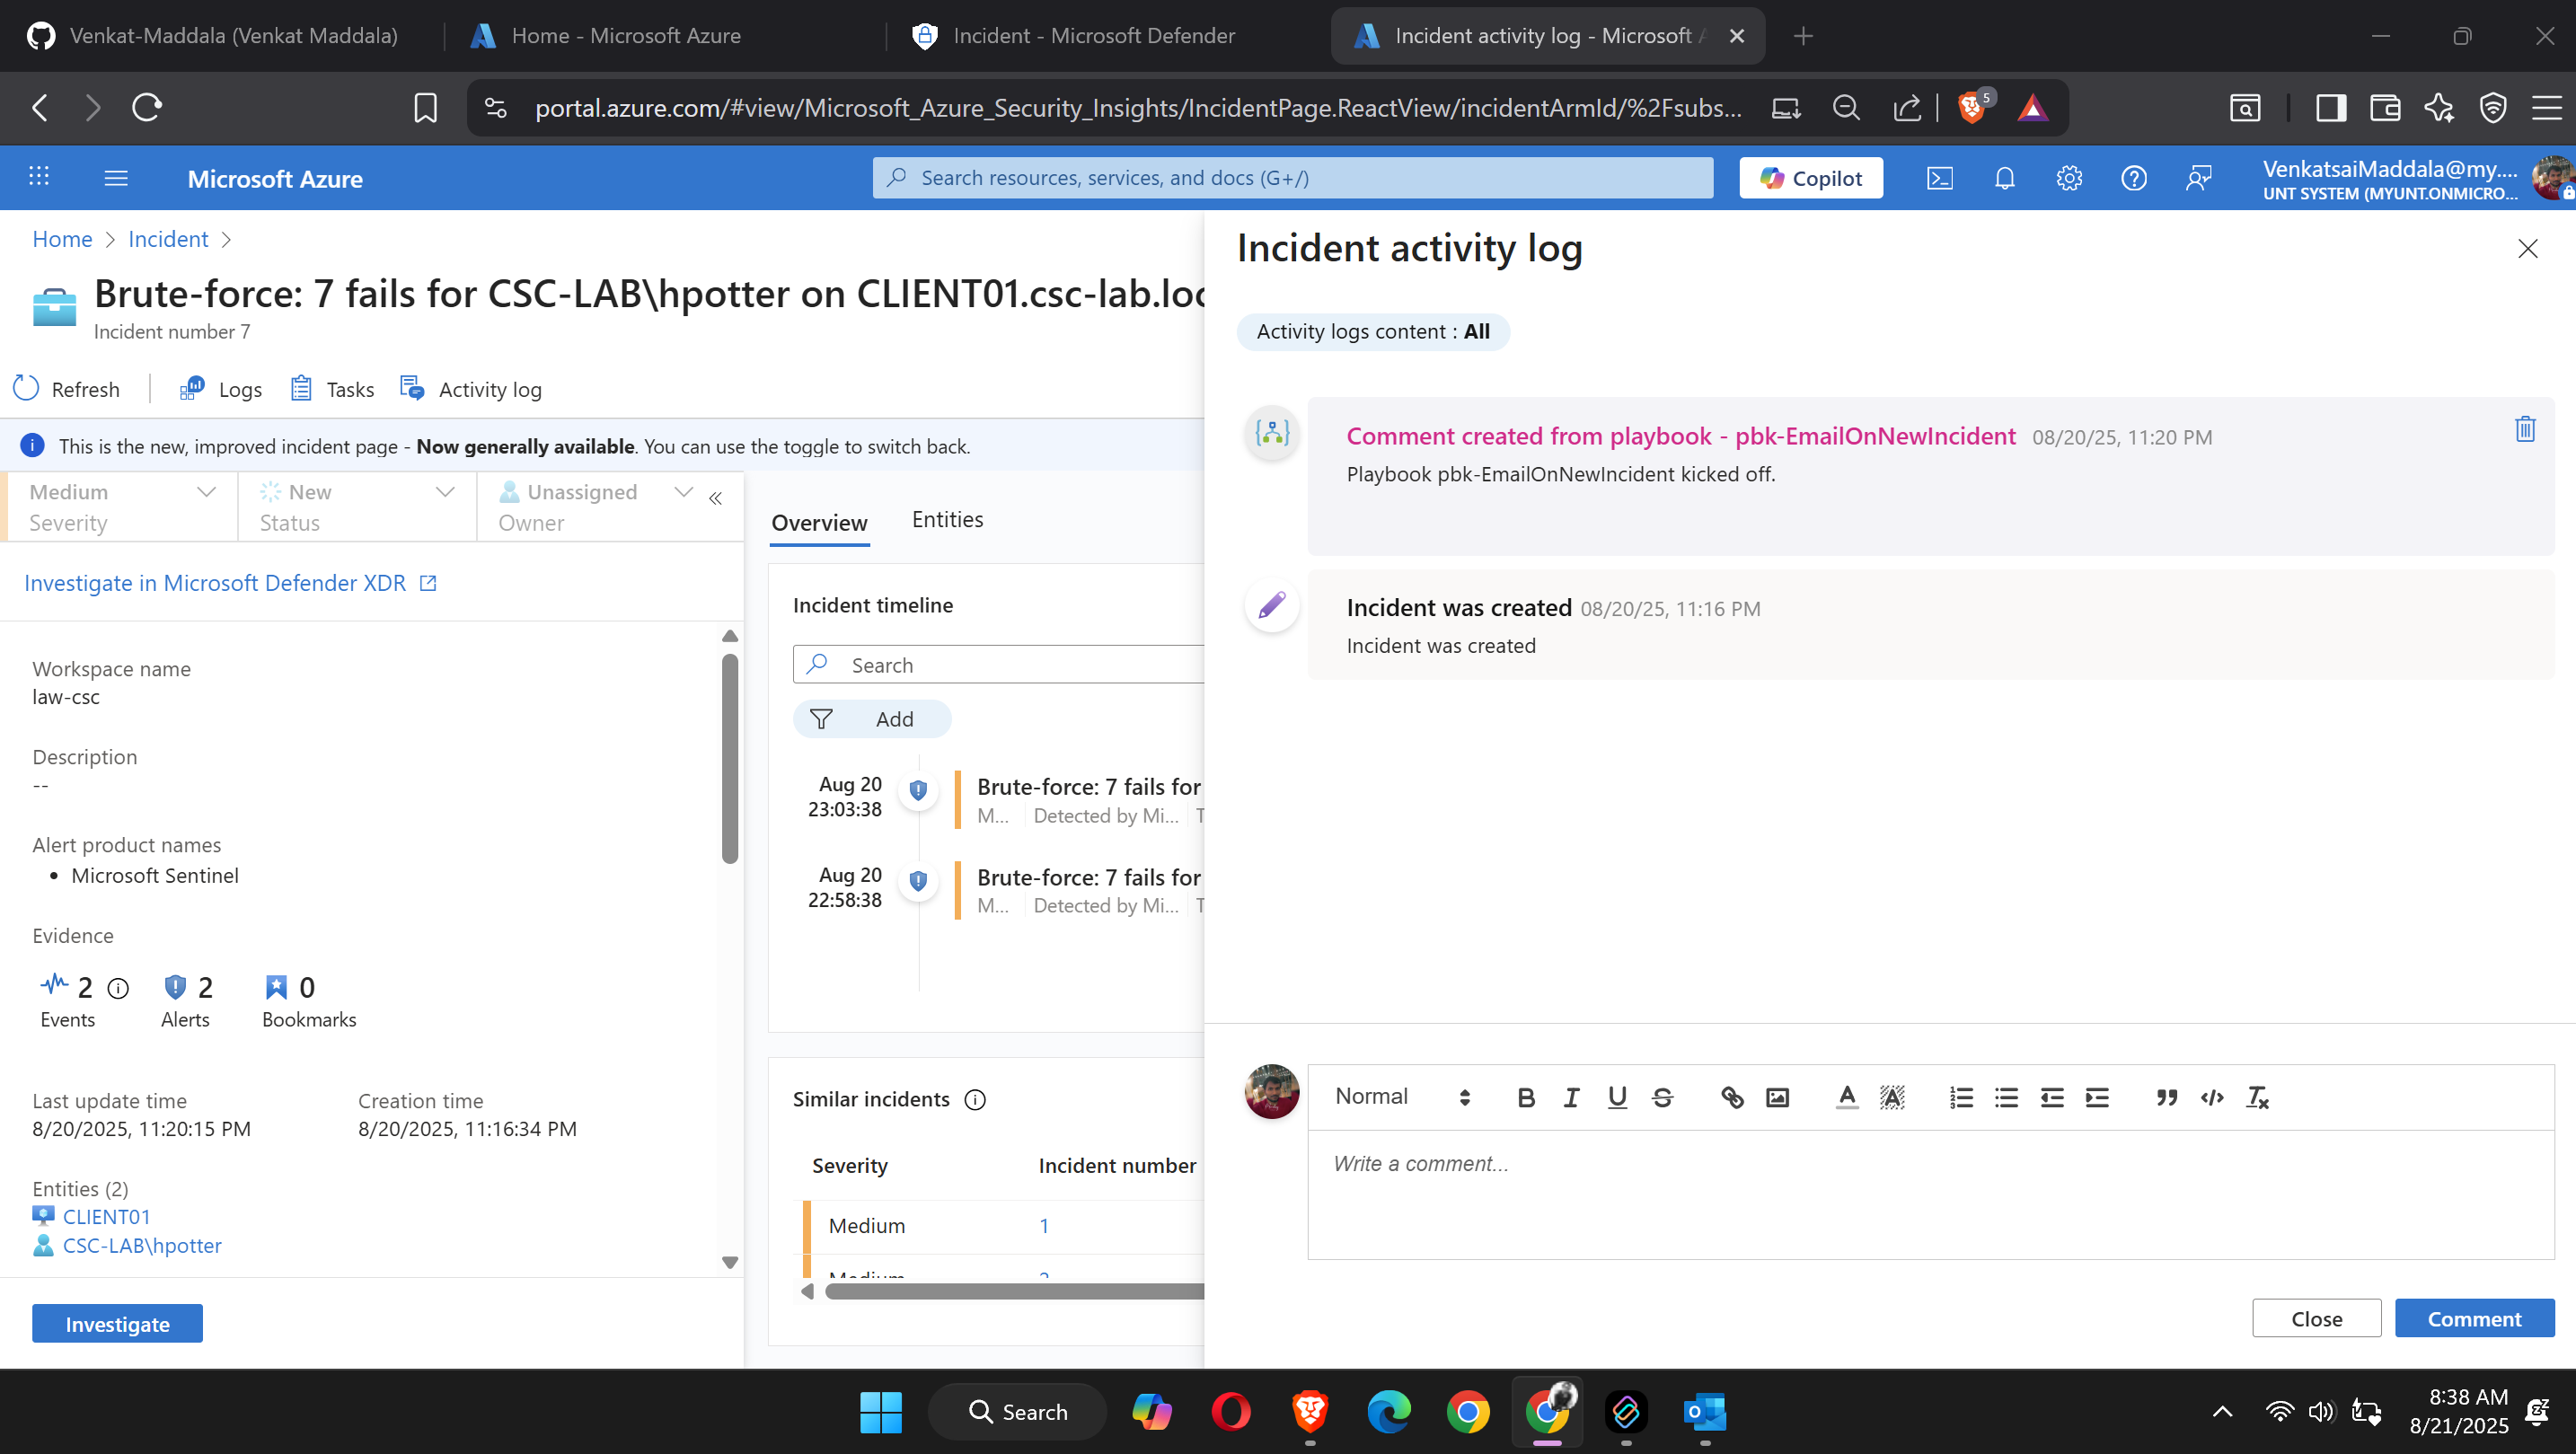 Venkat-Maddala (Venkat Maddala)
Home - Microsoft Azure
Incident - Microsoft Defender
Incident activity log - Microsoft A
portal.azure.com/#view/Microsoft_Azure_Security_Insights/IncidentPage.ReactView/incidentArmId/%2Fsubs...
5
Microsoft Azure
Search resources, services, and docs (G+/)
Copilot
VenkatsaiMaddala@my....
UNT SYSTEM (MYUNT.ONMICRO...
Home > Incident >
Brute-force: 7 fails for CSC-LAB\hpotter on CLIENT01.csc-lab.loc
Incident number 7
Refresh
Logs
Tasks
Activity log
This is the new, improved incident page - Now generally available. You can use the toggle to switch back.
Medium
Severity
New
Status
Unassigned
Owner
Investigate in Microsoft Defender XDR
Workspace name
law-csc
Description
--
Alert product names
• Microsoft Sentinel
Evidence
2
Events
2
Alerts
0
Bookmarks
Last update time
8/20/2025, 11:20:15 PM
Creation time
8/20/2025, 11:16:34 PM
Entities (2)
CLIENT01
CSC-LAB\hpotter
Investigate
Overview
Entities
Incident timeline
Search
Add
Aug 20
23:03:38
Brute-force: 7 fails for
M... Detected by Mi... T
Aug 20
22:58:38
Brute-force: 7 fails for
M... Detected by Mi... T
Similar incidents
Severity Incident number
Medium 1
Medium
Incident activity log
Activity logs content : All
Comment created from playbook - pbk-EmailOnNewIncident 08/20/25, 11:20 PM
Playbook pbk-EmailOnNewIncident kicked off.
Incident was created 08/20/25, 11:16 PM
Incident was created
Normal
Write a comment...
Close
Comment
Search
8:38 AM
8/21/2025